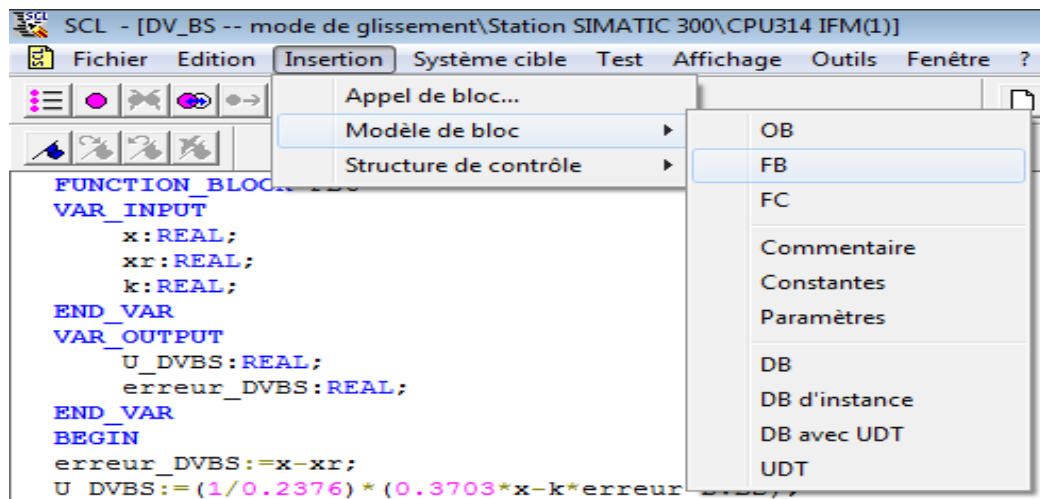 SCL - [DV_BS -- mode de glissement\Station SIMATIC 300\CPU314 IFM(1)]
Fichier Edition Insertion Système cible Test Affichage Outils Fenêtre ?
Appel de bloc...
Modèle de bloc
Structure de contrôle
OB
FB
FC
Commentaire
Constantes
Paramètres
DB
DB d'instance
DB avec UDT
UDT
FUNCTION_BLOCK
VAR_INPUT
x:REAL;
xr:REAL;
k:REAL;
END_VAR
VAR_OUTPUT
U_DVBS:REAL;
erreur_DVBS:REAL;
END_VAR
BEGIN
erreur_DVBS:=x-xr;
U_DVBS:=(1/0.2376)*(0.3703*x-k*erreur